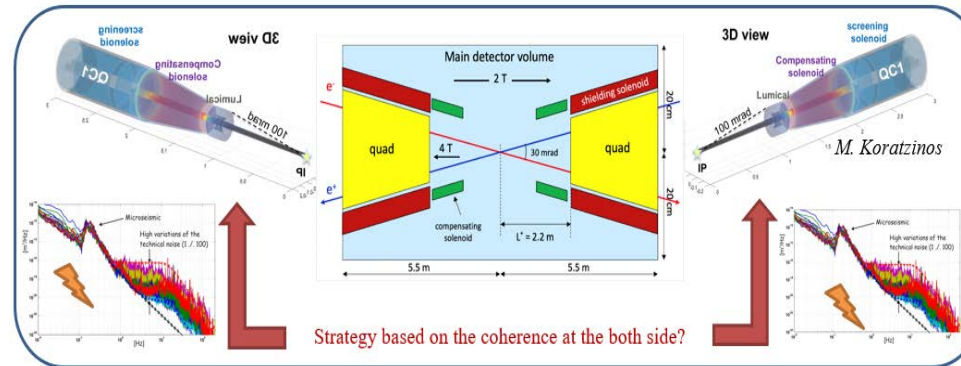 screening
solenoid
3D view
Compensating
solenoid
QC1
Lumical
100 mrad
IP
Main detector volume
2 T
shielding solenoid
e-
quad
4 T
30 mrad
quad
e+
20 cm
20 cm
compensating
solenoid
L* = 2.2 m
5.5 m
5.5 m
3D view
screening
solenoid
Compensating
solenoid
QC1
Lumical
100 mrad
IP
M. Koratzinos
Microseismic
High variations of the
technical noise (1 ./. 100)
[Hz]
Microseismic
High variations of the
technical noise (1 ./. 100)
[Hz]
Strategy based on the coherence at the both side?